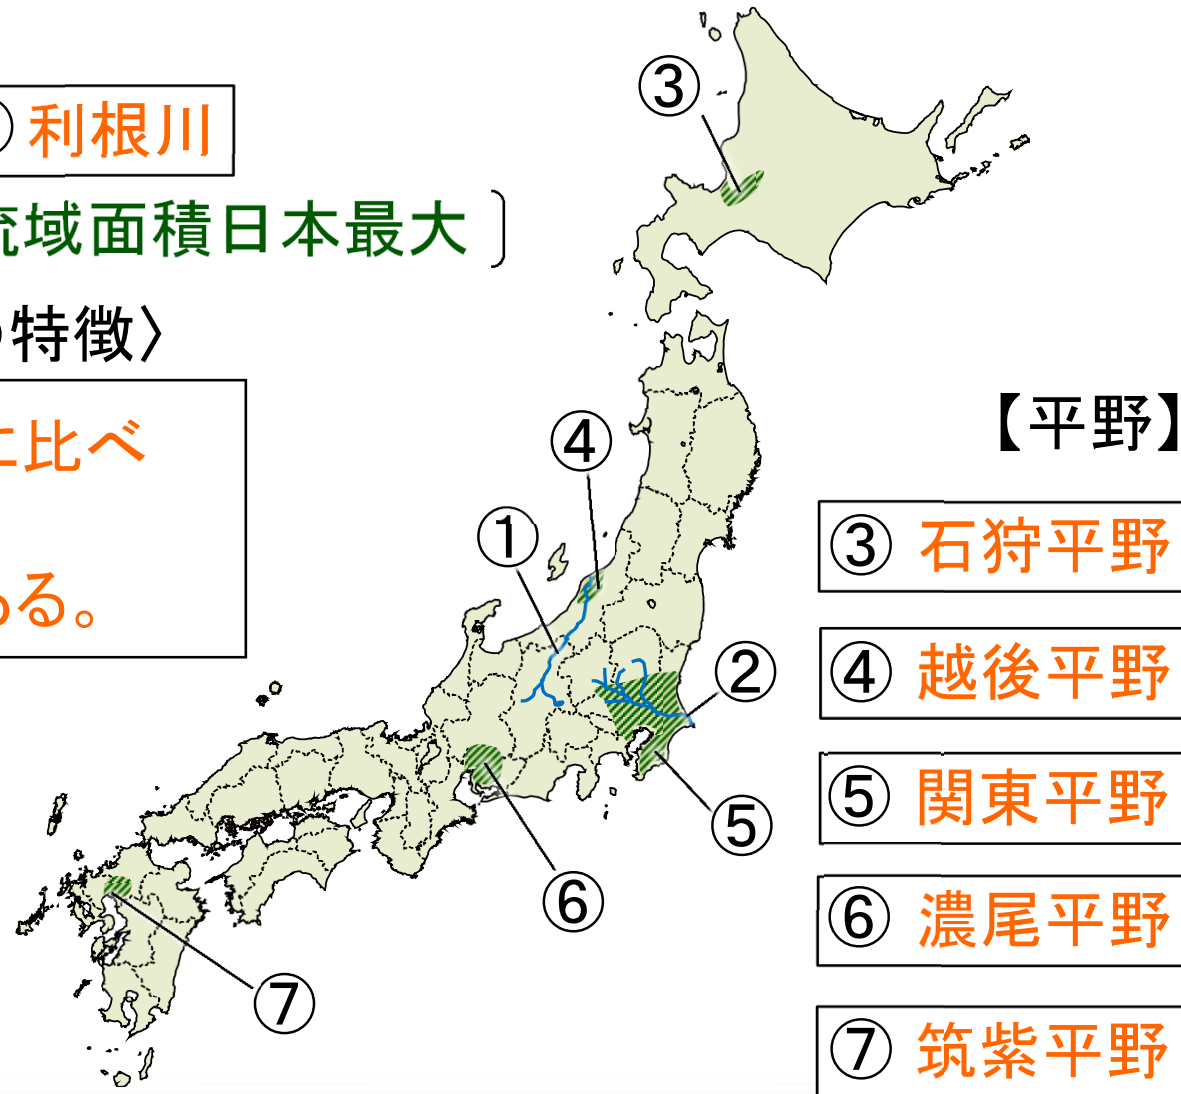 利根川
流域面積日本最大〕
の特徴〉
に比べ
ある。
③
④
①
②
⑤
⑥
⑦
【平野】
③ 石狩平野
④ 越後平野
⑤ 関東平野
⑥ 濃尾平野
⑦ 筑紫平野